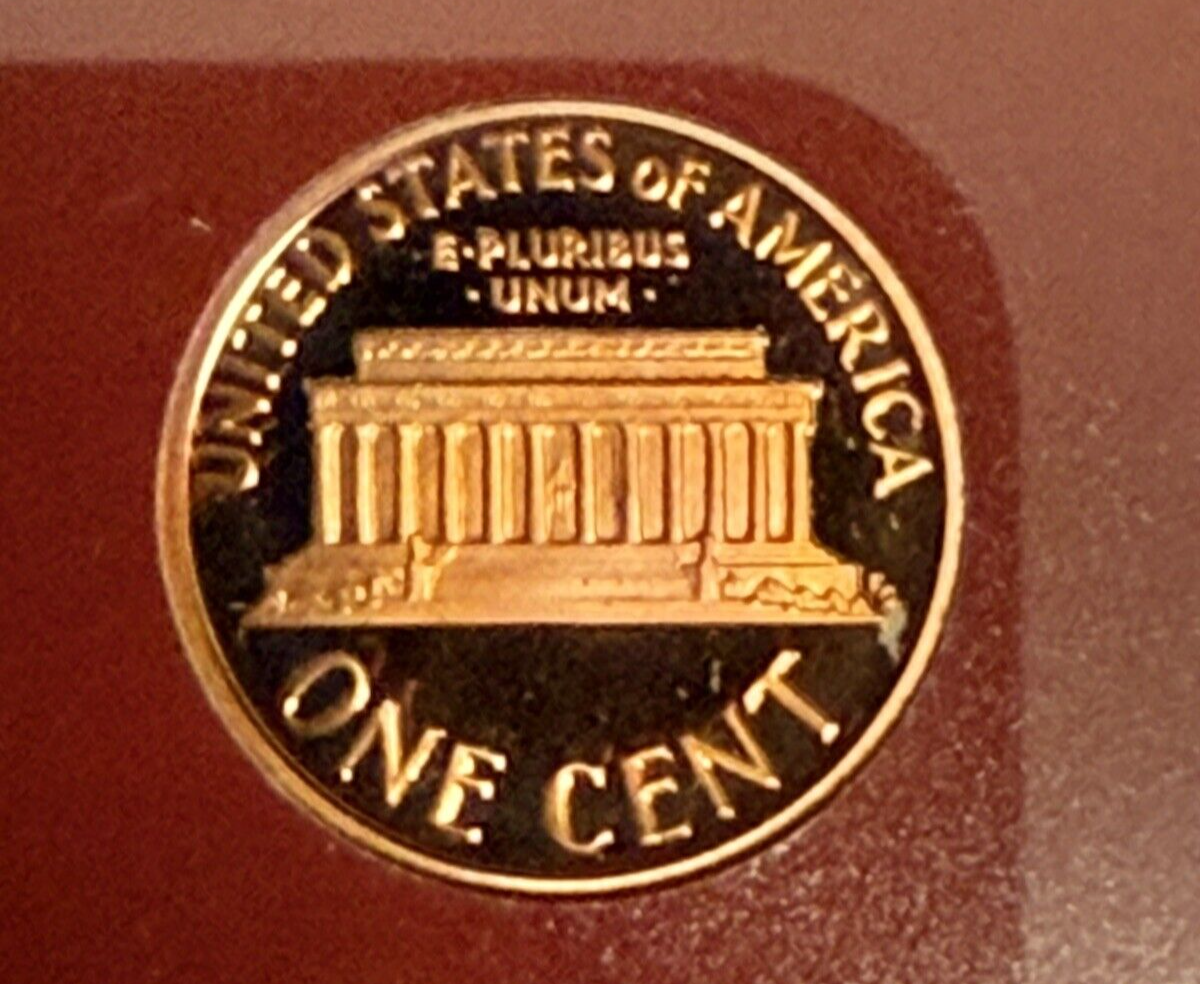 UNITED STATES OF AMERICA
E·PLURIBUS
·UNUM·
ONE CENT